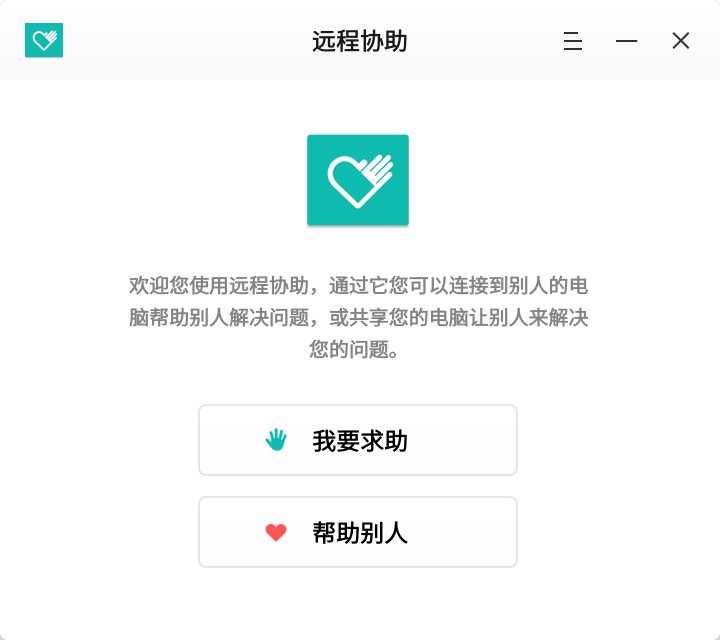 远程协助
欢迎您使用远程协助，通过它您可以连接到别人的电
脑帮助别人解决问题，或共享您的电脑让别人来解决
您的问题。
我要求助
帮助别人